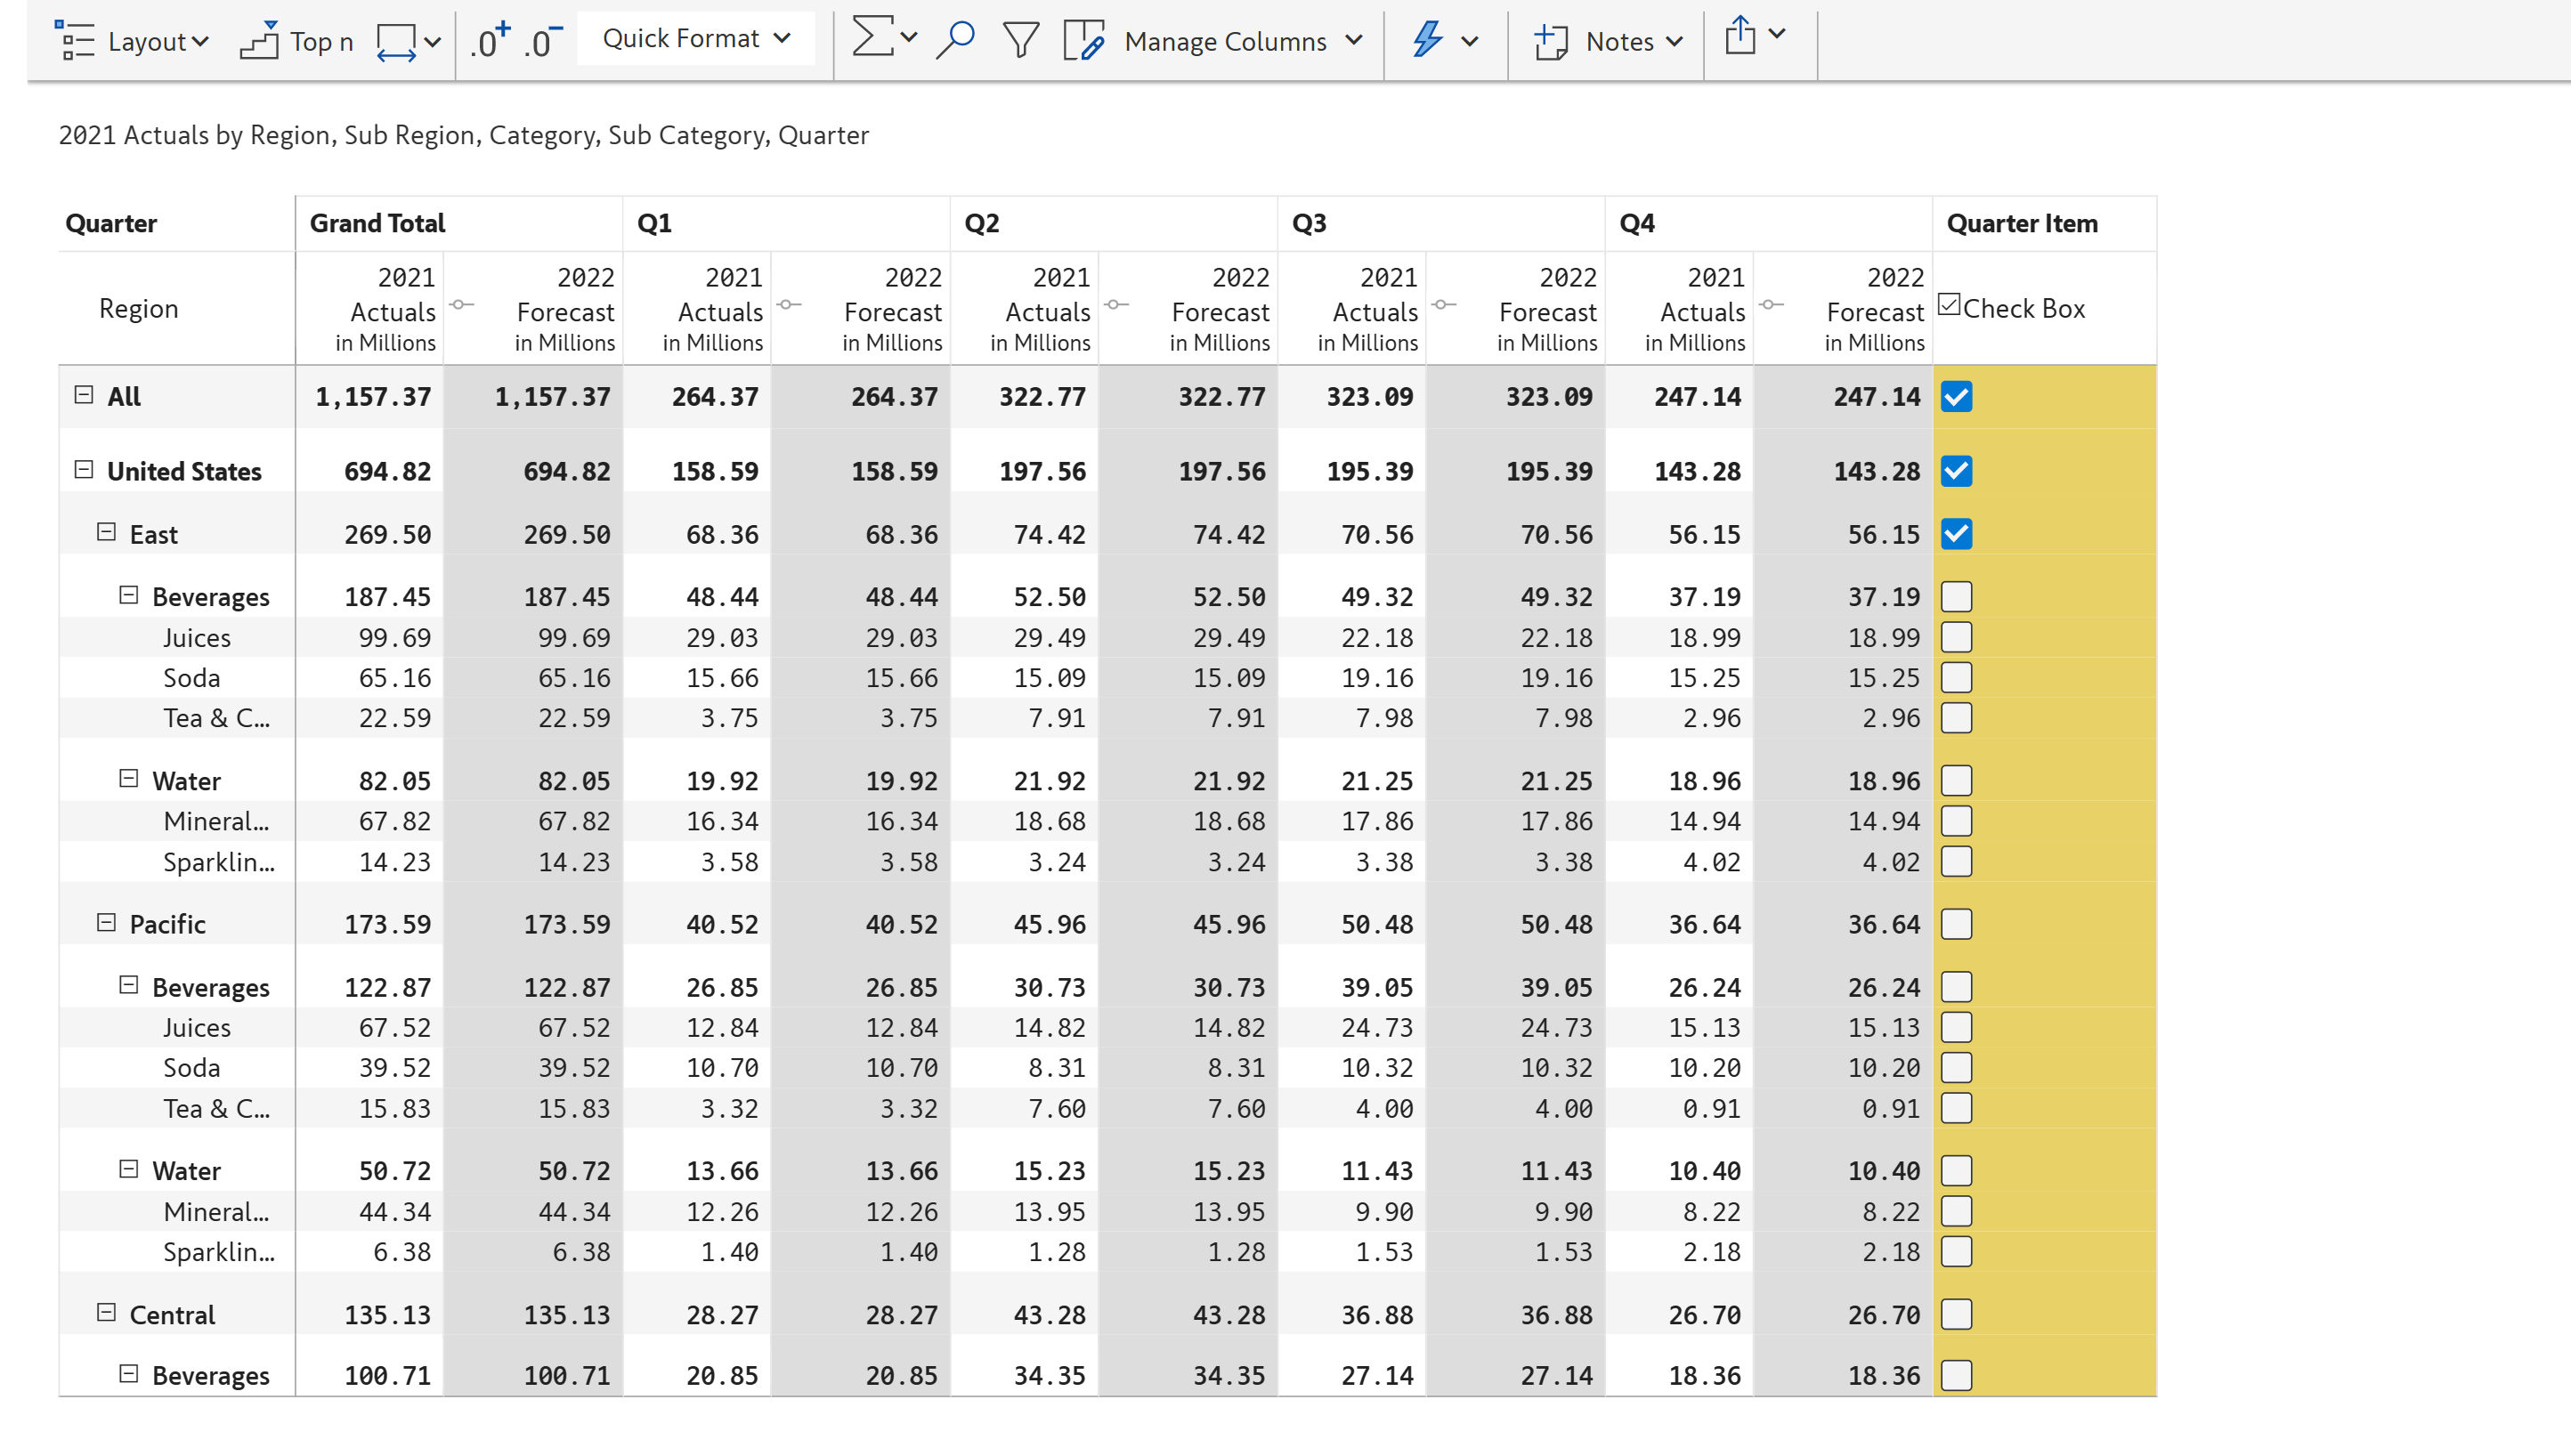 Layout Top n .0+ .0- Quick Format Manage Columns Notes
2021 Actuals by Region, Sub Region, Category, Sub Category, Quarter
Quarter Grand Total Q1 Q2 Q3 Q4 Quarter Item
2021 2022 2021 2022 2021 2022 2021 2022 2021 2022
Region Actuals Forecast Actuals Forecast Actuals Forecast Actuals Forecast Actuals Forecast Check Box
in Millions in Millions in Millions in Millions in Millions in Millions in Millions in Millions in Millions in Millions
All 1,157.37 1,157.37 264.37 264.37 322.77 322.77 323.09 323.09 247.14 247.14
United States 694.82 694.82 158.59 158.59 197.56 197.56 195.39 195.39 143.28 143.28
East 269.50 269.50 68.36 68.36 74.42 74.42 70.56 70.56 56.15 56.15
Beverages 187.45 187.45 48.44 48.44 52.50 52.50 49.32 49.32 37.19 37.19
Juices 99.69 99.69 29.03 29.03 29.49 29.49 22.18 22.18 18.99 18.99
Soda 65.16 65.16 15.66 15.66 15.09 15.09 19.16 19.16 15.25 15.25
Tea & C... 22.59 22.59 3.75 3.75 7.91 7.91 7.98 7.98 2.96 2.96
Water 82.05 82.05 19.92 19.92 21.92 21.92 21.25 21.25 18.96 18.96
Mineral... 67.82 67.82 16.34 16.34 18.68 18.68 17.86 17.86 14.94 14.94
Sparklin... 14.23 14.23 3.58 3.58 3.24 3.24 3.38 3.38 4.02 4.02
Pacific 173.59 173.59 40.52 40.52 45.96 45.96 50.48 50.48 36.64 36.64
Beverages 122.87 122.87 26.85 26.85 30.73 30.73 39.05 39.05 26.24 26.24
Juices 67.52 67.52 12.84 12.84 14.82 14.82 24.73 24.73 15.13 15.13
Soda 39.52 39.52 10.70 10.70 8.31 8.31 10.32 10.32 10.20 10.20
Tea & C... 15.83 15.83 3.32 3.32 7.60 7.60 4.00 4.00 0.91 0.91
Water 50.72 50.72 13.66 13.66 15.23 15.23 11.43 11.43 10.40 10.40
Mineral... 44.34 44.34 12.26 12.26 13.95 13.95 9.90 9.90 8.22 8.22
Sparklin... 6.38 6.38 1.40 1.40 1.28 1.28 1.53 1.53 2.18 2.18
Central 135.13 135.13 28.27 28.27 43.28 43.28 36.88 36.88 26.70 26.70
Beverages 100.71 100.71 20.85 20.85 34.35 34.35 27.14 27.14 18.36 18.36